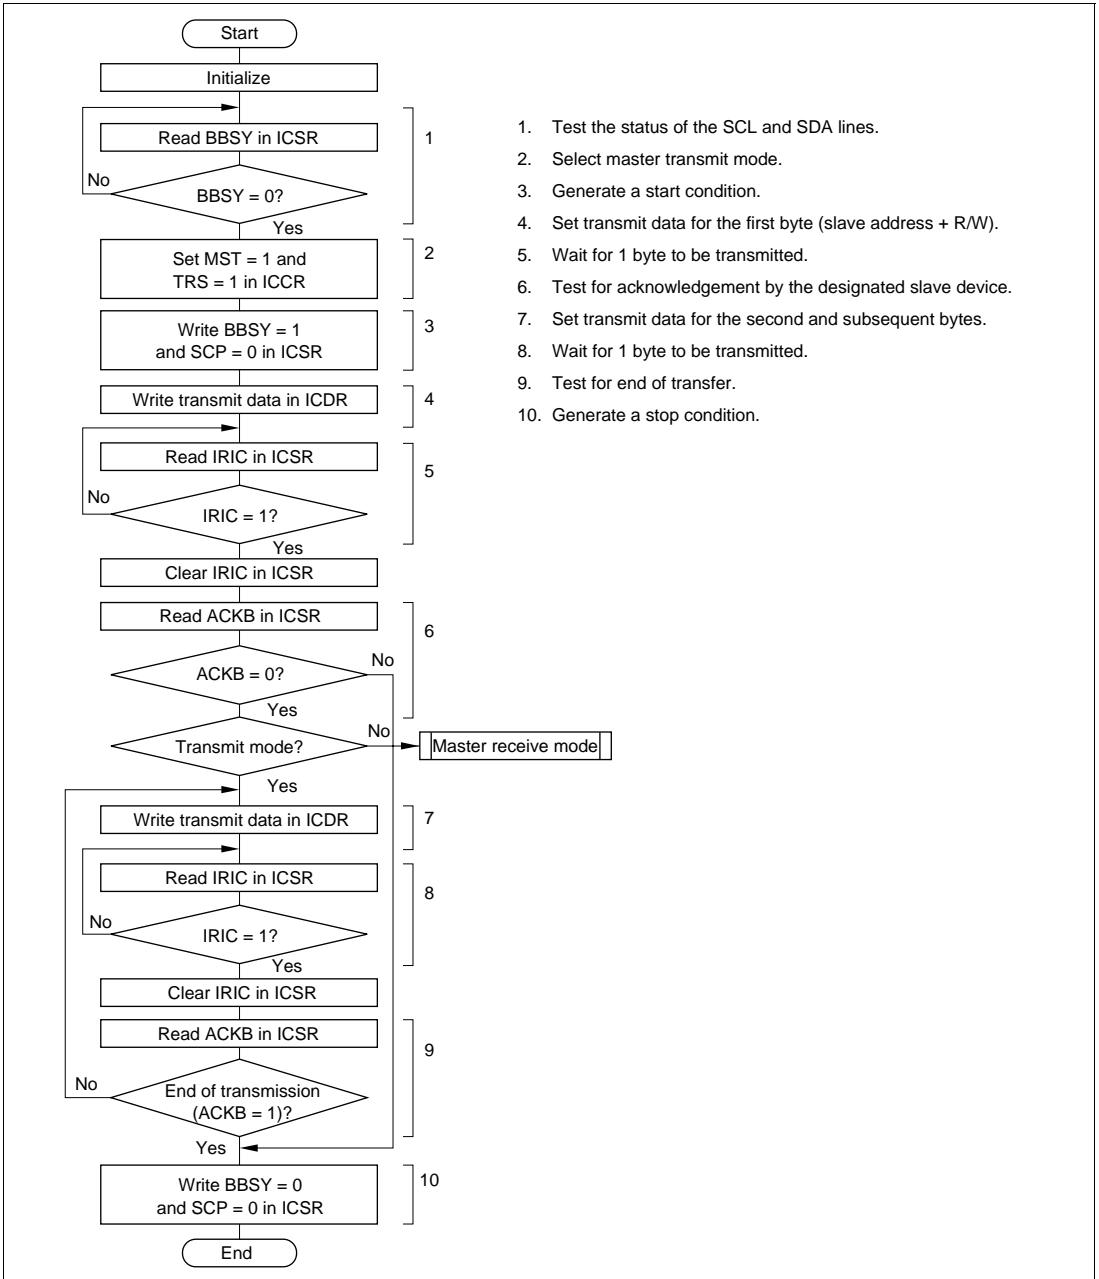 Start
Initialize
Read BBSY in ICSR
1
No
BBSY = 0?
Yes
Set MST = 1 and
TRS = 1 in ICCR
2
Write BBSY = 1
and SCP = 0 in ICSR
3
Write transmit data in ICDR
4
Read IRIC in ICSR
5
No
IRIC = 1?
Yes
Clear IRIC in ICSR
Read ACKB in ICSR
6
No
ACKB = 0?
Yes
No
Transmit mode?
Master receive mode
Yes
Write transmit data in ICDR
7
Read IRIC in ICSR
8
No
IRIC = 1?
Yes
Clear IRIC in ICSR
Read ACKB in ICSR
9
No
End of transmission
(ACKB = 1)?
Yes
Write BBSY = 0
and SCP = 0 in ICSR
10
End
1. Test the status of the SCL and SDA lines.
2. Select master transmit mode.
3. Generate a start condition.
4. Set transmit data for the first byte (slave address + R/W).
5. Wait for 1 byte to be transmitted.
6. Test for acknowledgement by the designated slave device.
7. Set transmit data for the second and subsequent bytes.
8. Wait for 1 byte to be transmitted.
9. Test for end of transfer.
10. Generate a stop condition.